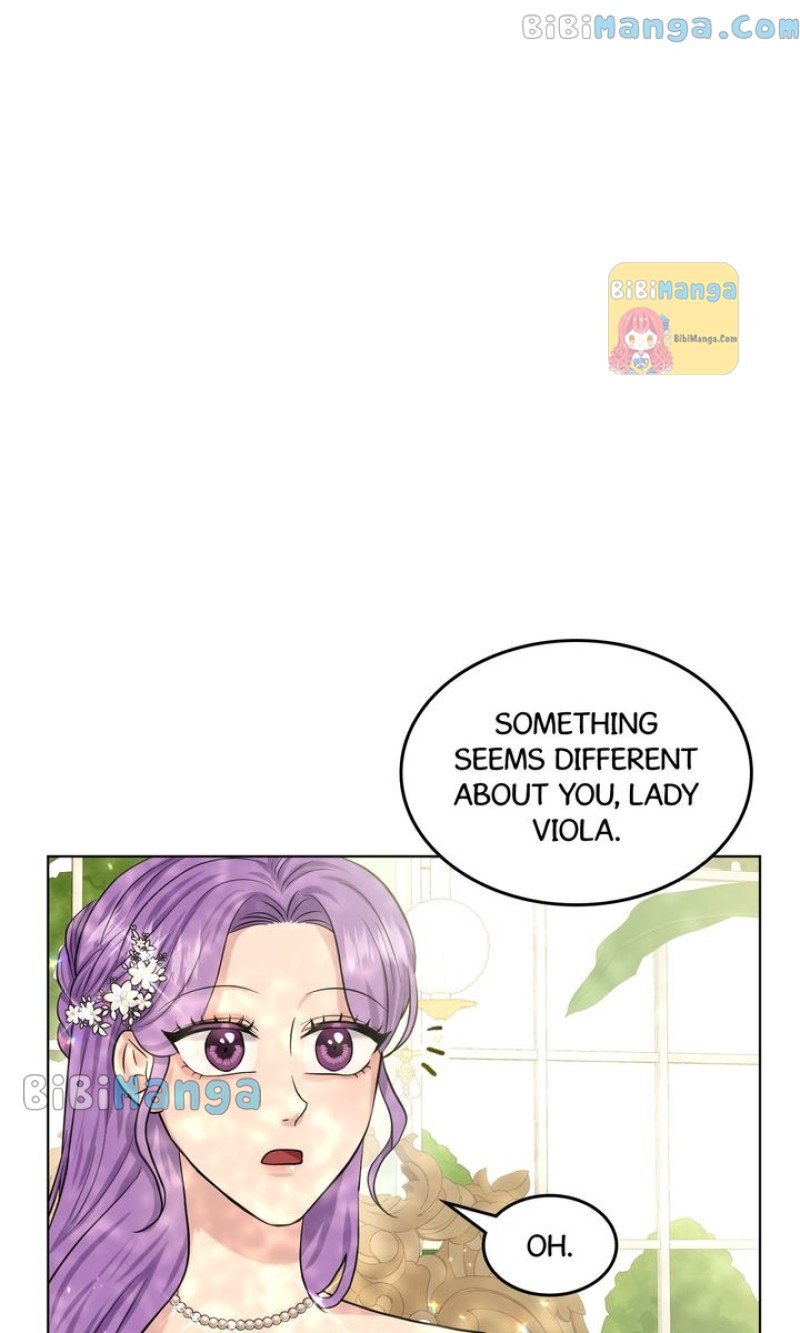 BiBiManga.Com
BiBiManga
BibiManga.Com
SOMETHING
SEEMS DIFFERENT
ABOUT YOU, LADY
VIOLA.
BiBiManga
OH.